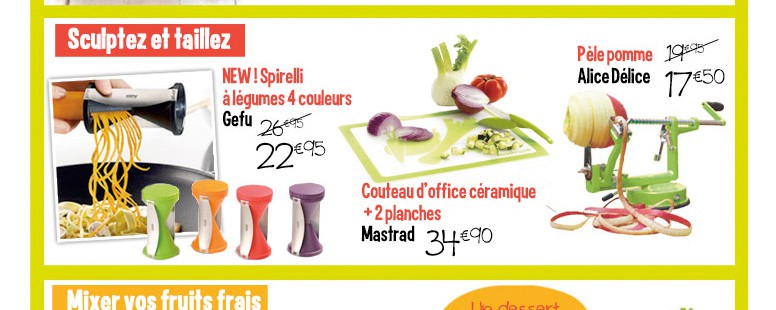 Sculptez et taillez
NEW ! Spirelli
à légumes 4 couleurs
Gefu 26€95
22€95
Couteau d'office céramique
+ 2 planches
Mastrad 34€90
Pèle pomme 19€95
Alice Délice 17€50
Mixer vos fruits frais
Un dessert